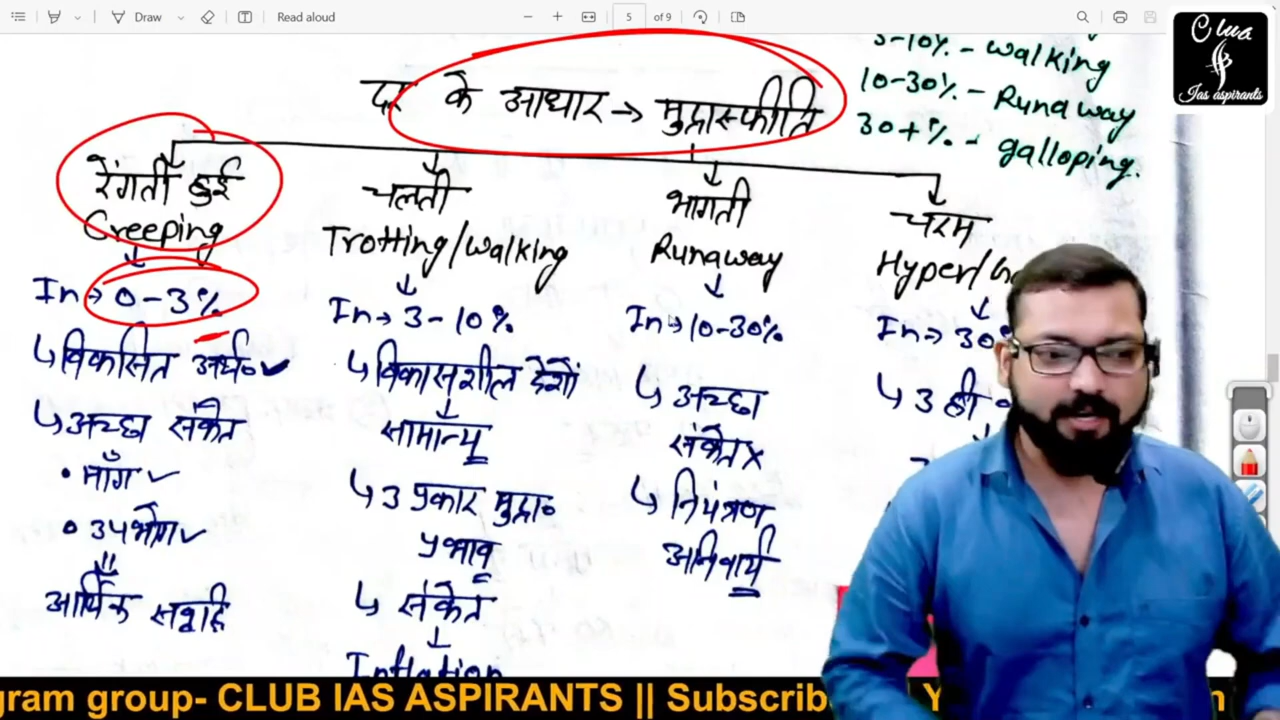 Draw
Read aloud
5 of 9
Clua
Ias aspirants
3-10% - walking
10-30% - Runaway
30+% - galloping.
दर के आधार → मुद्रास्फीति
रेंगती हुई
Creeping
In → 0-3%
↳ विकसित अर्थ० ✓
↳ अच्छा संकेत
• माँग ✓
• उपभोग ✓
आर्थिक
चलती
Trotting/walking
In → 3-10%
↳ विकासशील देशों
सामान्य
↳ 3 प्रकार मुद्रा०
प्रभाव
↳ संकेत
Inflation
भागती
Runaway
In → 10-30%
↳ अच्छा
संकेत X
↳ नियंत्रण
अनिवार्य
चरम
Hyper/
In → 30
gram group- CLUB IAS ASPIRANTS || Subscrib